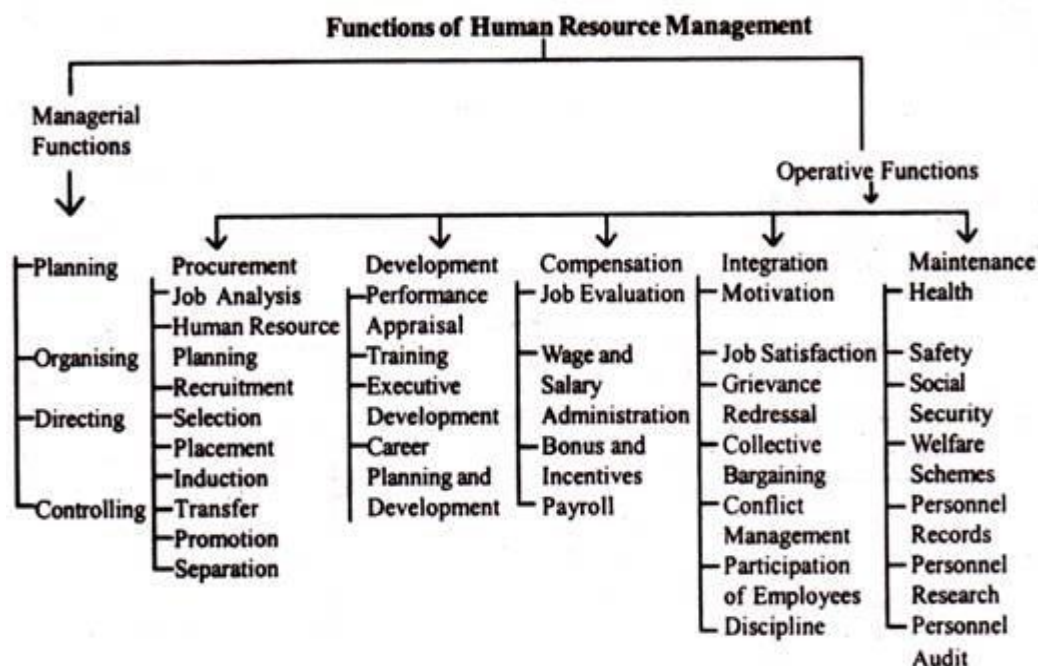 Functions of Human Resource Management
Managerial
Functions
Operative Functions
Planning
Organising
Directing
Controlling
Procurement
Job Analysis
Human Resource
Planning
Recruitment
Selection
Placement
Induction
Transfer
Promotion
Separation
Development
Performance
Appraisal
Training
Executive
Development
Career
Planning and
Development
Compensation
Job Evaluation
Wage and
Salary
Administration
Bonus and
Incentives
Payroll
Integration
Motivation
Job Satisfaction
Grievance
Redressal
Collective
Bargaining
Conflict
Management
Participation
of Employees
Discipline
Maintenance
Health
Safety
Social
Security
Welfare
Schemes
Personnel
Records
Personnel
Research
Personnel
Audit